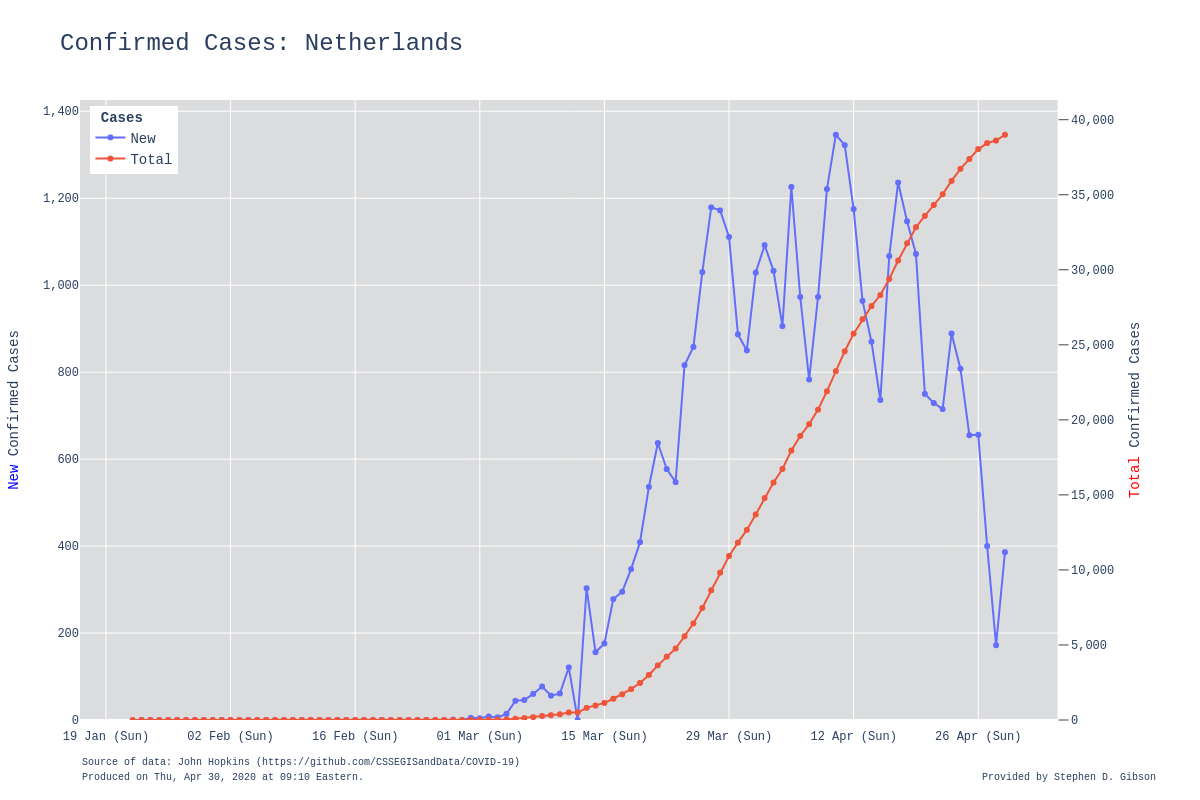 Confirmed Cases: Netherlands
Cases
New
Total
1,400
1,200
1,000
800
600
400
200
0
New Confirmed Cases
40,000
35,000
30,000
25,000
20,000
15,000
10,000
5,000
0
Total Confirmed Cases
19 Jan (Sun) 02 Feb (Sun) 16 Feb (Sun) 01 Mar (Sun) 15 Mar (Sun) 29 Mar (Sun) 12 Apr (Sun) 26 Apr (Sun)
Source of data: John Hopkins (https://github.com/CSSEGISandData/COVID-19)
Produced on Thu, Apr 30, 2020 at 09:10 Eastern.
Provided by Stephen D. Gibson